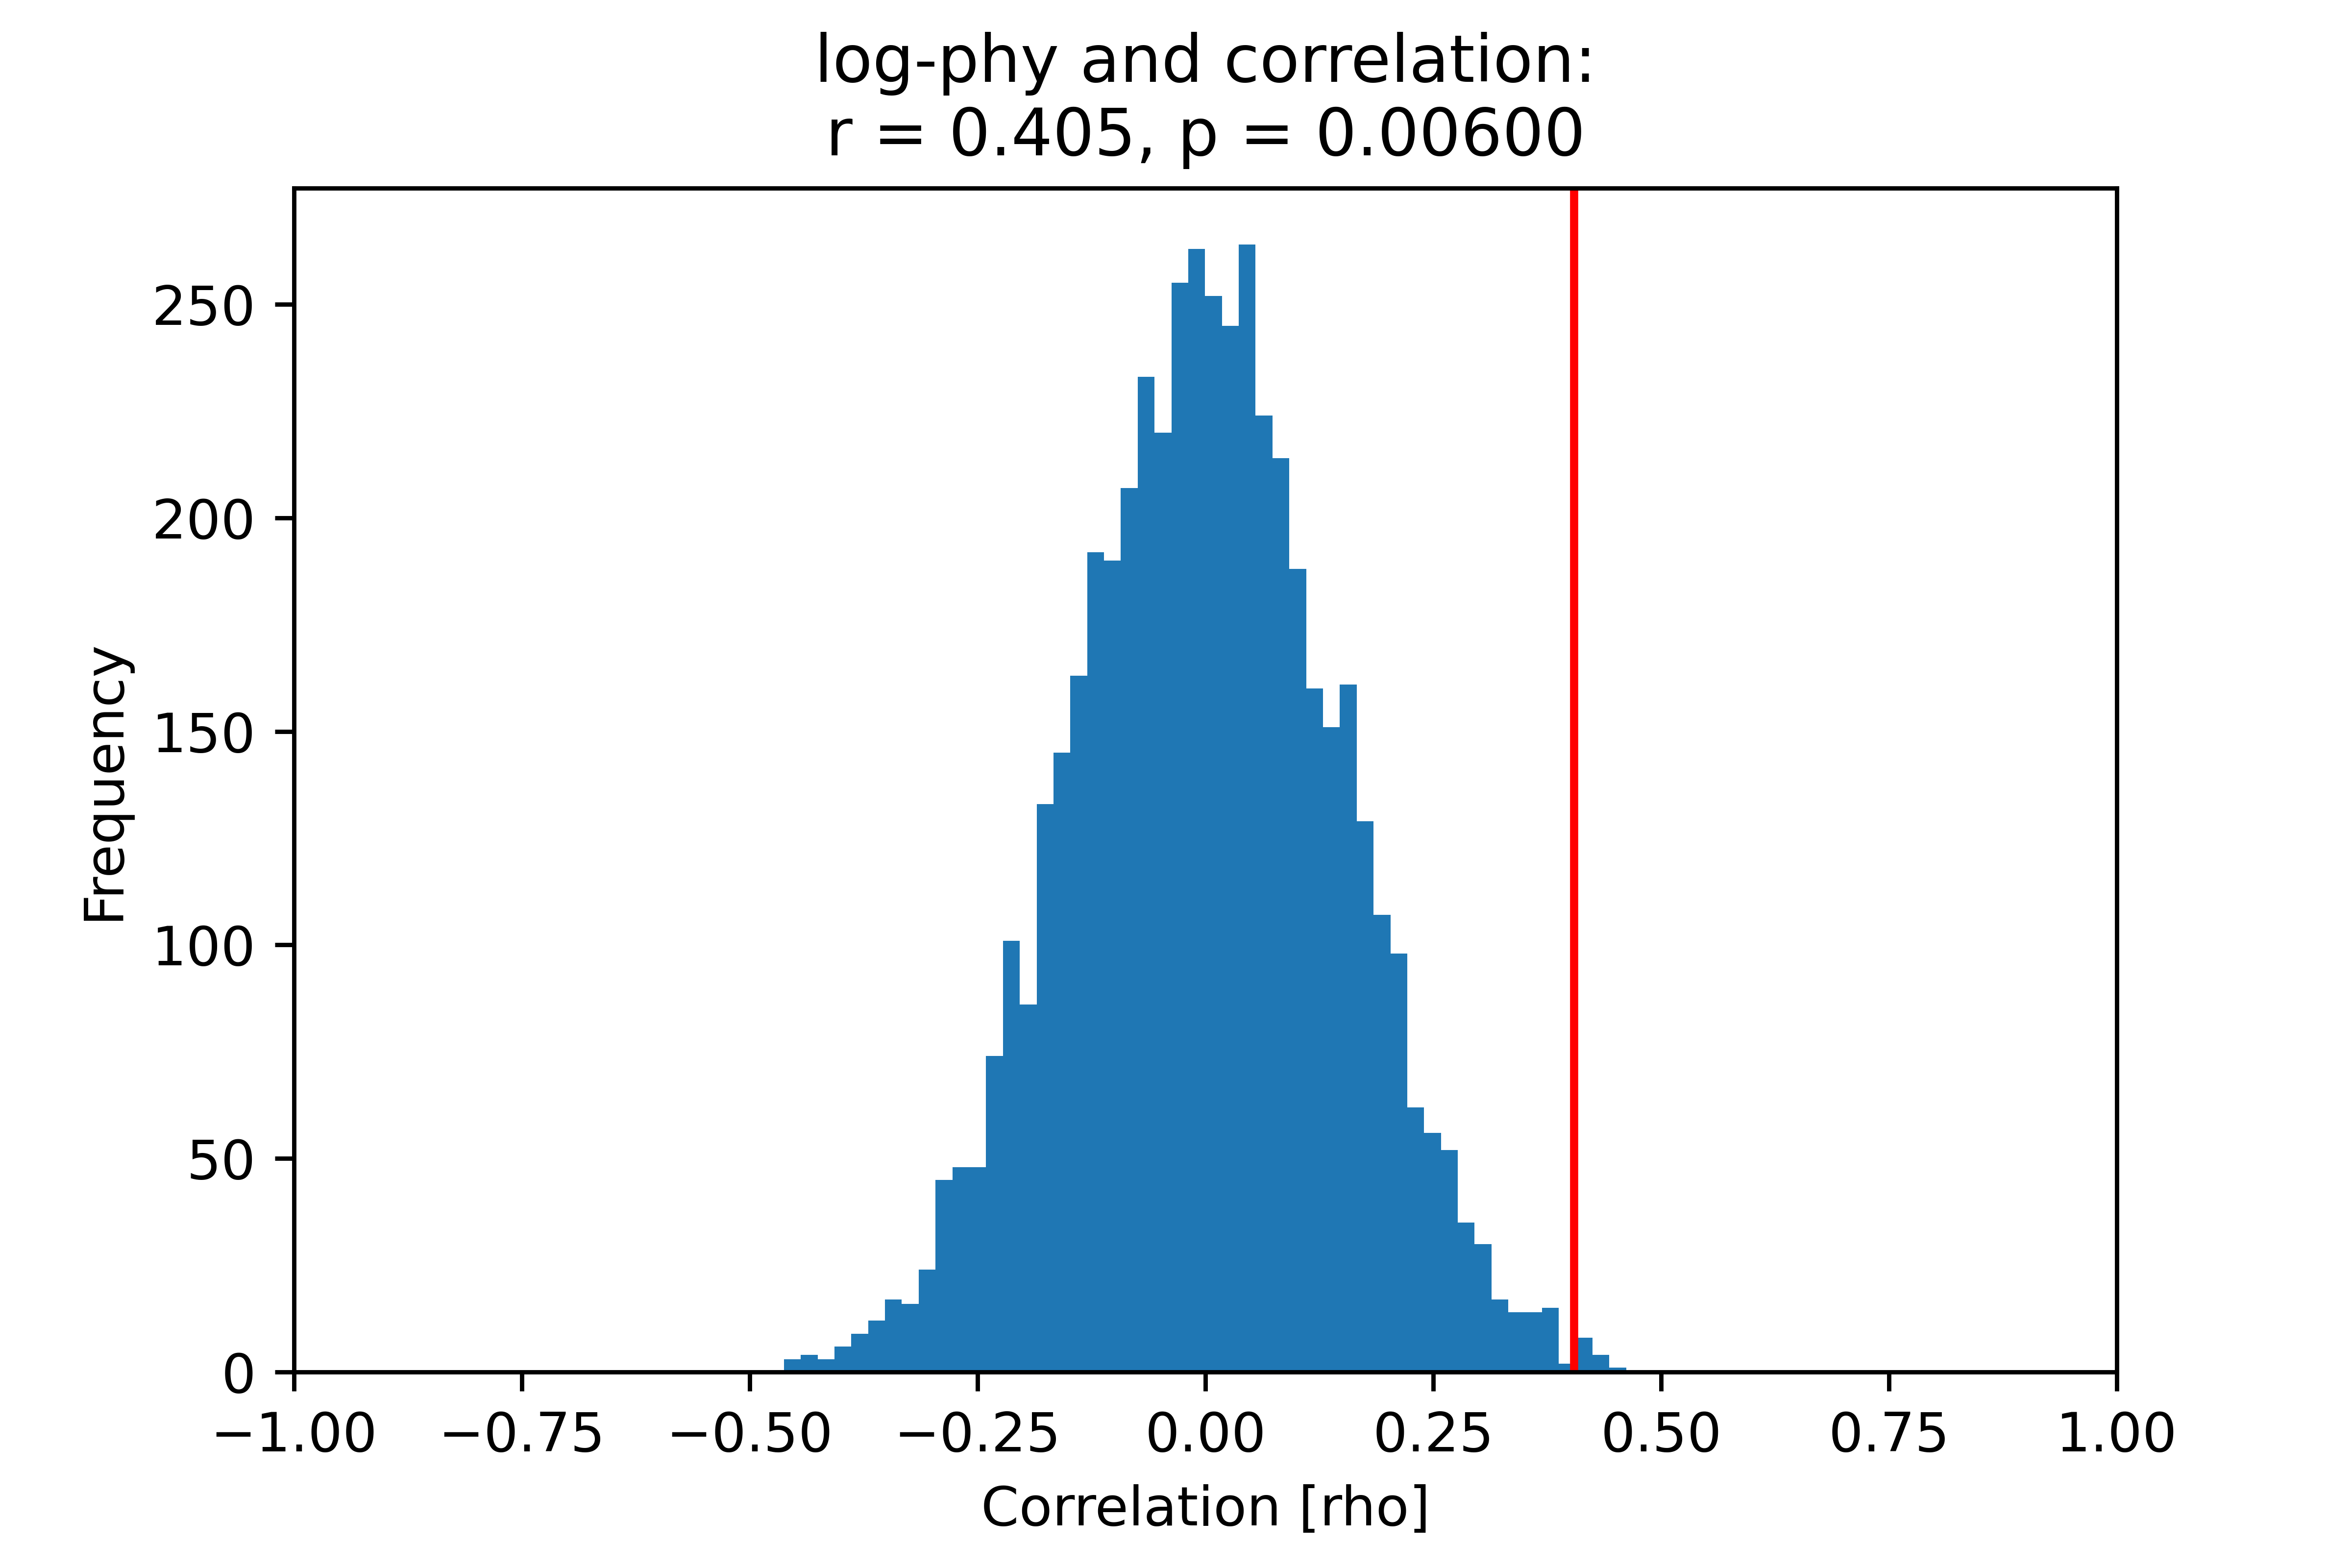 log-phy and correlation:
r = 0.405, p = 0.00600
250
200
150
100
50
0
Frequency
−1.00 −0.75 −0.50 −0.25 0.00 0.25 0.50 0.75 1.00
Correlation [rho]